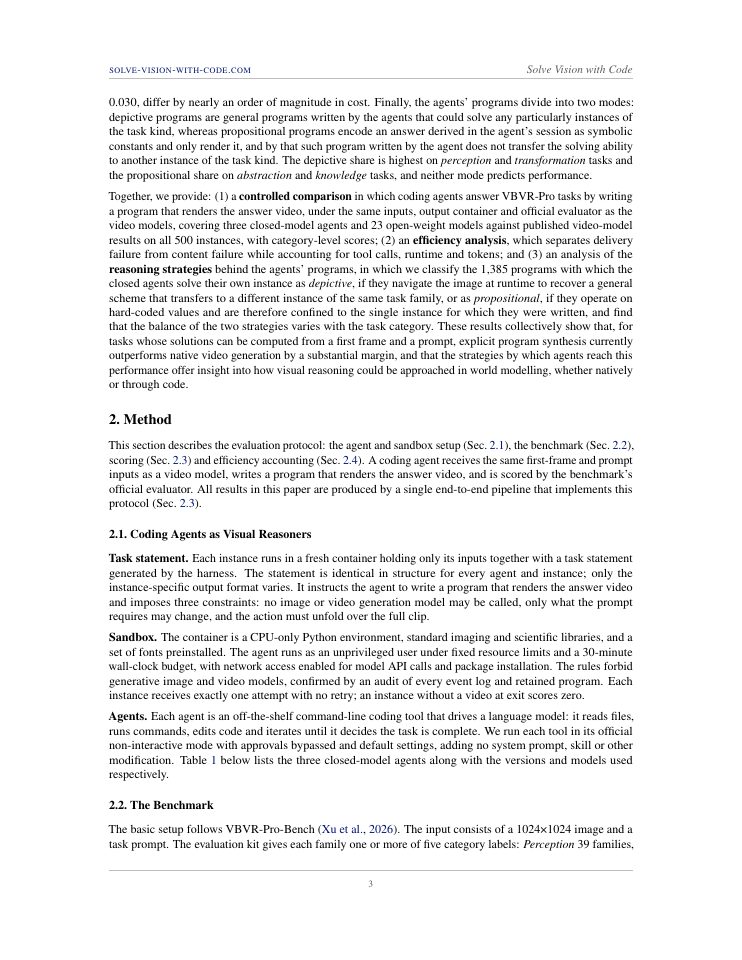 SOLVE-VISION-WITH-CODE.COM
Solve Vision with Code
0.030, differ by nearly an order of magnitude in cost. Finally, the agents' programs divide into two modes:
depictive programs are general programs written by the agents that could solve any particularly instances of
the task kind, whereas propositional programs encode an answer derived in the agent's session as symbolic
constants and only render it, and by that such program written by the agent does not transfer the solving ability
to another instance of the task kind. The depictive share is highest on perception and transformation tasks and
the propositional share on abstraction and knowledge tasks, and neither mode predicts performance.
Together, we provide: (1) a controlled comparison in which coding agents answer VBVR-Pro tasks by writing
a program that renders the answer video, under the same inputs, output container and official evaluator as the
video models, covering three closed-model agents and 23 open-weight models against published video-model
results on all 500 instances, with category-level scores; (2) an efficiency analysis, which separates delivery
failure from content failure while accounting for tool calls, runtime and tokens; and (3) an analysis of the
reasoning strategies behind the agents' programs, in which we classify the 1,385 programs with which the
closed agents solve their own instance as depictive, if they navigate the image at runtime to recover a general
scheme that transfers to a different instance of the same task family, or as propositional, if they operate on
hard-coded values and are therefore confined to the single instance for which they were written, and find
that the balance of the two strategies varies with the task category. These results collectively show that, for
tasks whose solutions can be computed from a first frame and a prompt, explicit program synthesis currently
outperforms native video generation by a substantial margin, and that the strategies by which agents reach this
performance offer insight into how visual reasoning could be approached in world modelling, whether natively
or through code.
2. Method
This section describes the evaluation protocol: the agent and sandbox setup (Sec. 2.1), the benchmark (Sec. 2.2),
scoring (Sec. 2.3) and efficiency accounting (Sec. 2.4). A coding agent receives the same first-frame and prompt
inputs as a video model, writes a program that renders the answer video, and is scored by the benchmark's
official evaluator. All results in this paper are produced by a single end-to-end pipeline that implements this
protocol (Sec. 2.3).
2.1. Coding Agents as Visual Reasoners
Task statement. Each instance runs in a fresh container holding only its inputs together with a task statement
generated by the harness. The statement is identical in structure for every agent and instance; only the
instance-specific output format varies. It instructs the agent to write a program that renders the answer video
and imposes three constraints: no image or video generation model may be called, only what the prompt
requires may change, and the action must unfold over the full clip.
Sandbox. The container is a CPU-only Python environment, standard imaging and scientific libraries, and a
set of fonts preinstalled. The agent runs as an unprivileged user under fixed resource limits and a 30-minute
wall-clock budget, with network access enabled for model API calls and package installation. The rules forbid
generative image and video models, confirmed by an audit of every event log and retained program. Each
instance receives exactly one attempt with no retry; an instance without a video at exit scores zero.
Agents. Each agent is an off-the-shelf command-line coding tool that drives a language model: it reads files,
runs commands, edits code and iterates until it decides the task is complete. We run each tool in its official
non-interactive mode with approvals bypassed and default settings, adding no system prompt, skill or other
modification. Table 1 below lists the three closed-model agents along with the versions and models used
respectively.
2.2. The Benchmark
The basic setup follows VBVR-Pro-Bench (Xu et al., 2026). The input consists of a 1024×1024 image and a
task prompt. The evaluation kit gives each family one or more of five category labels: Perception 39 families,
3